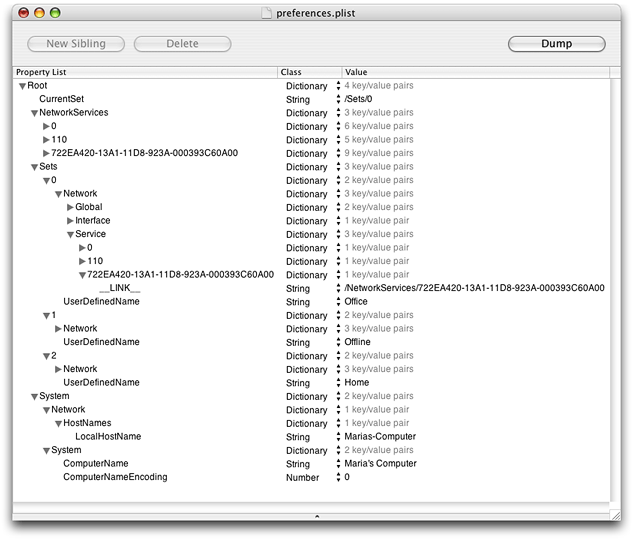 preferences.plist
New Sibling Delete Dump
Property List Class Value
Root Dictionary 4 key/value pairs
CurrentSet String /Sets/0
NetworkServices Dictionary 3 key/value pairs
0 Dictionary 6 key/value pairs
110 Dictionary 5 key/value pairs
722EA420-13A1-11D8-923A-000393C60A00 Dictionary 9 key/value pairs
Sets Dictionary 3 key/value pairs
0 Dictionary 2 key/value pairs
Network Dictionary 3 key/value pairs
Global Dictionary 2 key/value pairs
Interface Dictionary 1 key/value pair
Service Dictionary 3 key/value pairs
0 Dictionary 1 key/value pair
110 Dictionary 1 key/value pair
722EA420-13A1-11D8-923A-000393C60A00 Dictionary 1 key/value pair
__LINK__ String /NetworkServices/722EA420-13A1-11D8-923A-000393C60A00
UserDefinedName String Office
1 Dictionary 2 key/value pairs
Network Dictionary 3 key/value pairs
UserDefinedName String Offline
2 Dictionary 2 key/value pairs
Network Dictionary 3 key/value pairs
UserDefinedName String Home
System Dictionary 2 key/value pairs
Network Dictionary 1 key/value pair
HostNames Dictionary 1 key/value pair
LocalHostName String Marias-Computer
System Dictionary 2 key/value pairs
ComputerName String Maria's Computer
ComputerNameEncoding Number 0